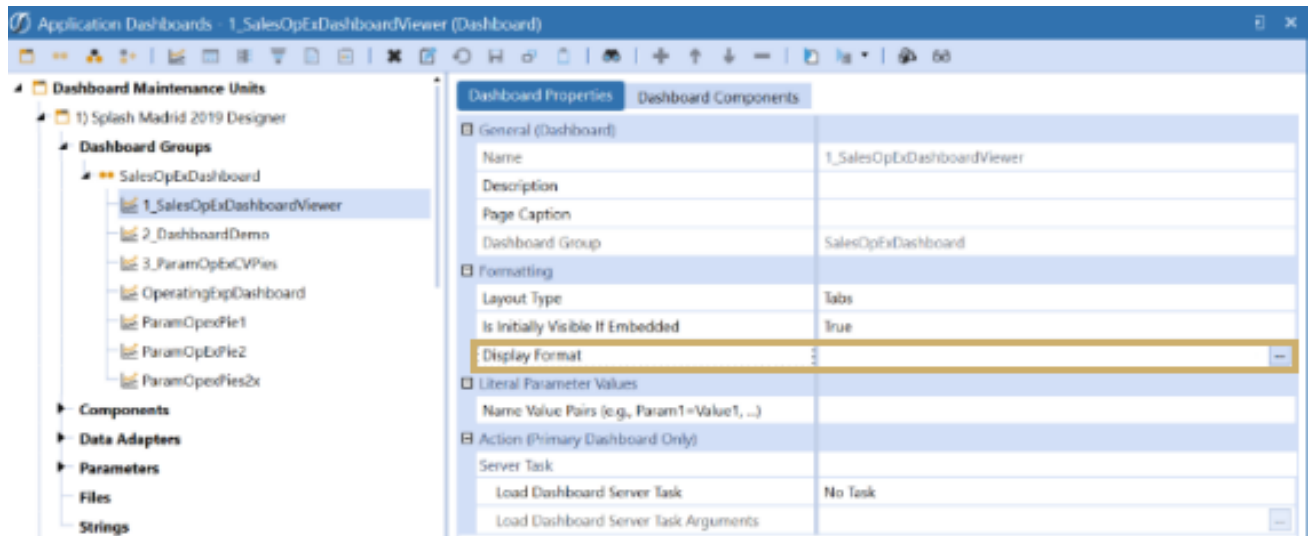 Application Dashboards - 1_SalesOpExDashboardViewer (Dashboard)
Dashboard Maintenance Units
1) Splash Madrid 2019 Designer
Dashboard Groups
SalesOpExDashboard
1_SalesOpExDashboardViewer
2_DashboardDemo
3_ParamOpExCVPies
OperatingExpDashboard
ParamOpexPie1
ParamOpExPie2
ParamOpexPies2x
Components
Data Adapters
Parameters
Files
Strings
Dashboard Properties Dashboard Components
General (Dashboard)
Name 1_SalesOpExDashboardViewer
Description
Page Caption
Dashboard Group SalesOpExDashboard
Formatting
Layout Type Tabs
Is Initially Visible If Embedded True
Display Format ...
Literal Parameter Values
Name Value Pairs (e.g., Param1=Value1, ...)
Action (Primary Dashboard Only)
Server Task
Load Dashboard Server Task No Task
Load Dashboard Server Task Arguments ...